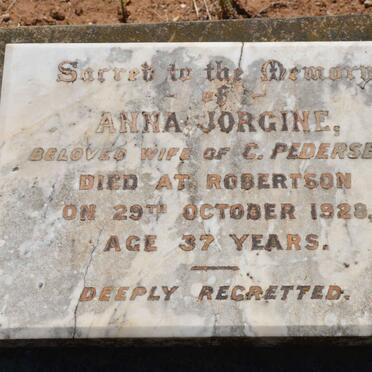 Sacred to the Memory
of
ANNA JORGINE,
BELOVED WIFE OF C. PEDERSE
DIED AT ROBERTSON
ON 29TH OCTOBER 1928,
AGE 37 YEARS.
DEEPLY REGRETTED.